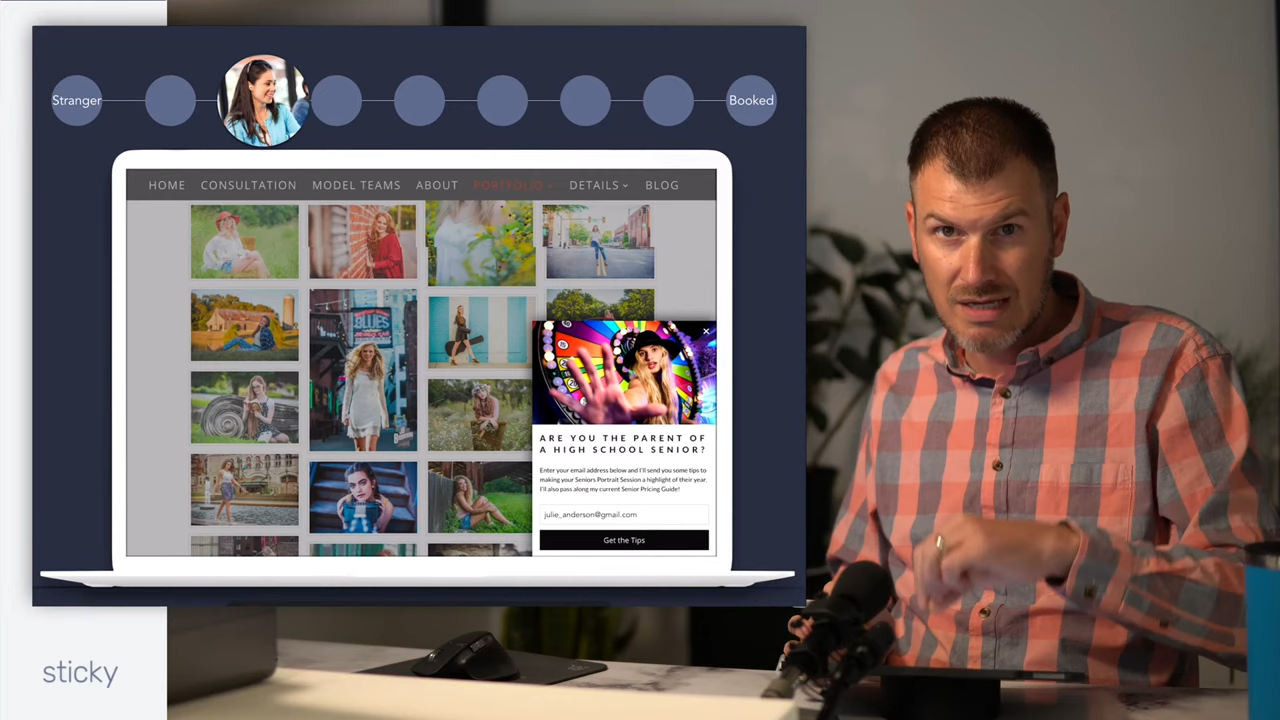 Stranger
Booked
HOME CONSULTATION MODEL TEAMS ABOUT PORTFOLIO DETAILS BLOG
BLUES
ARE YOU THE PARENT OF
A HIGH SCHOOL SENIOR?
Enter your email address below and I'll send you some tips to
making your Seniors Portrait Session a highlight of their year.
I'll also pass along my current Senior Pricing Guide!
julie_anderson@gmail.com
Get the Tips
sticky